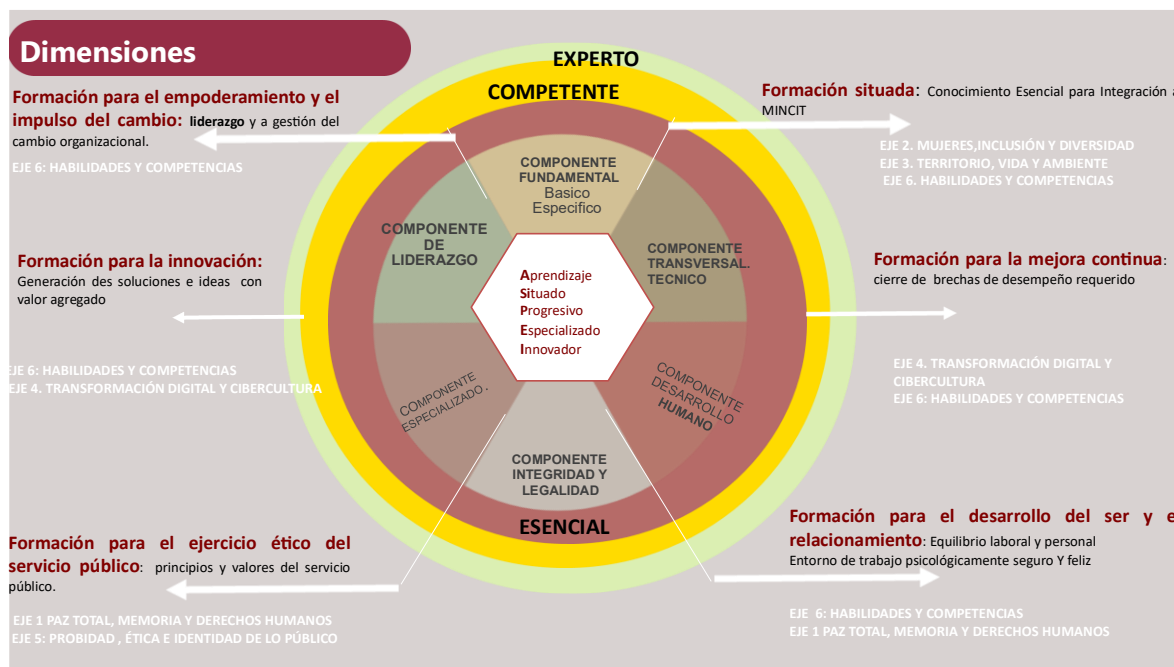 Dimensiones
EXPERTO
COMPETENTE
Formación para el empoderamiento y el
impulso del cambio: liderazgo y a gestión del
cambio organizacional.
EJE 6: HABILIDADES Y COMPETENCIAS
Formación situada: Conocimiento Esencial para Integración a
MINCIT
EJE 2. MUJERES,INCLUSIÓN Y DIVERSIDAD
EJE 3. TERRITORIO, VIDA Y AMBIENTE
EJE 6. HABILIDADES Y COMPETENCIAS
COMPONENTE
FUNDAMENTAL
Basico
Especifico
COMPONENTE
DE
LIDERAZGO
COMPONENTE
TRANSVERSAL.
TECNICO
Aprendizaje
Situado
Progresivo
Especializado
Innovador
Formación para la innovación:
Generación des soluciones e ideas con
valor agregado
EJE 6: HABILIDADES Y COMPETENCIAS
EJE 4. TRANSFORMACIÓN DIGITAL Y CIBERCULTURA
Formación para la mejora continua:
cierre de brechas de desempeño requerido
EJE 4. TRANSFORMACIÓN DIGITAL Y
CIBERCULTURA
EJE 6: HABILIDADES Y COMPETENCIAS
COMPONENTE
ESPECIALIZADO.
COMPONENTE
DESARROLLO
HUMANO
COMPONENTE
INTEGRIDAD Y
LEGALIDAD
ESENCIAL
Formación para el ejercicio ético del
servicio público: principios y valores del servicio
público.
EJE 1 PAZ TOTAL, MEMORIA Y DERECHOS HUMANOS
EJE 5: PROBIDAD , ÉTICA E IDENTIDAD DE LO PÚBLICO
Formación para el desarrollo del ser y e
relacionamiento: Equilibrio laboral y personal
Entorno de trabajo psicológicamente seguro Y feliz
EJE 6: HABILIDADES Y COMPETENCIAS
EJE 1 PAZ TOTAL, MEMORIA Y DERECHOS HUMANOS